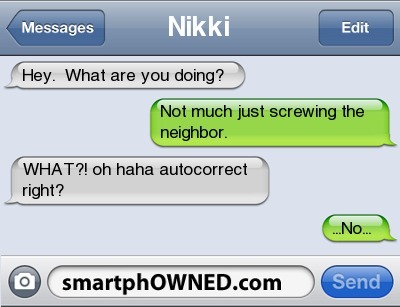 Messages
Nikki
Edit
Hey.  What are you doing?
Not much just screwing the
neighbor.
WHAT?! oh haha autocorrect
right?
...No...
smartphOWNED.com
Send